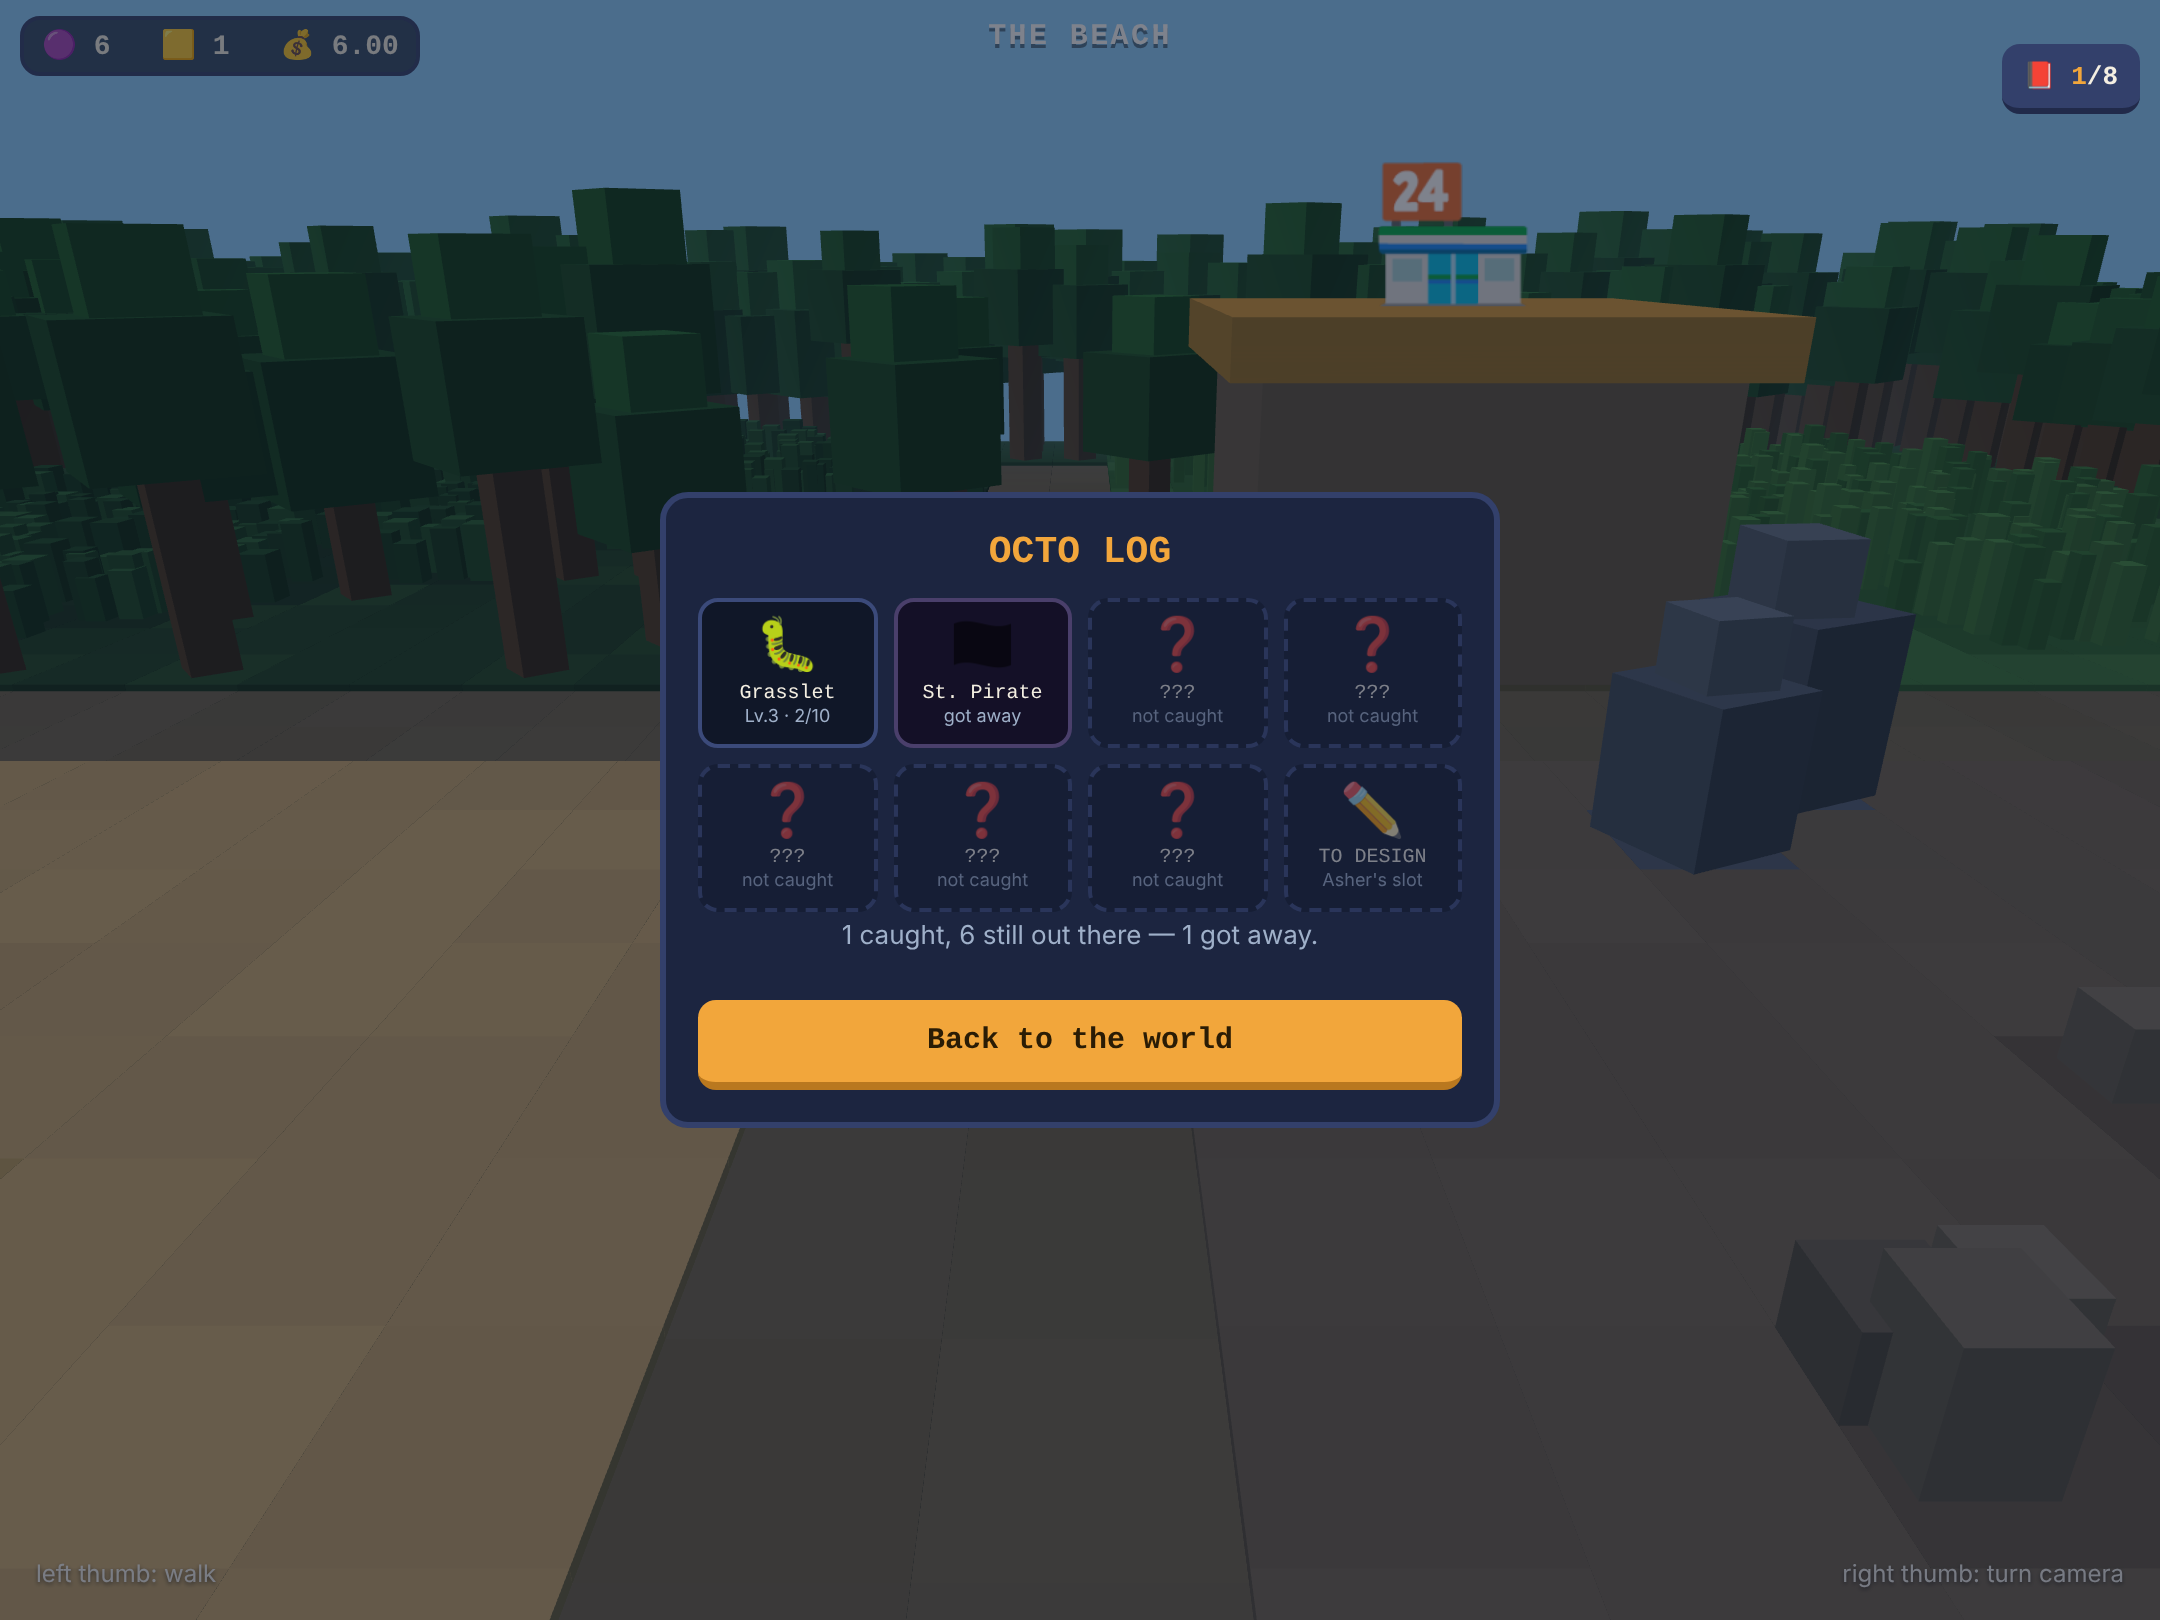 6 1 6.00
THE BEACH
1/8
24
OCTO LOG
Grasslet
Lv.3 · 2/10
St. Pirate
got away
???
not caught
???
not caught
???
not caught
???
not caught
???
not caught
TO DESIGN
Asher's slot
1 caught, 6 still out there — 1 got away.
Back to the world
left thumb: walk
right thumb: turn camera